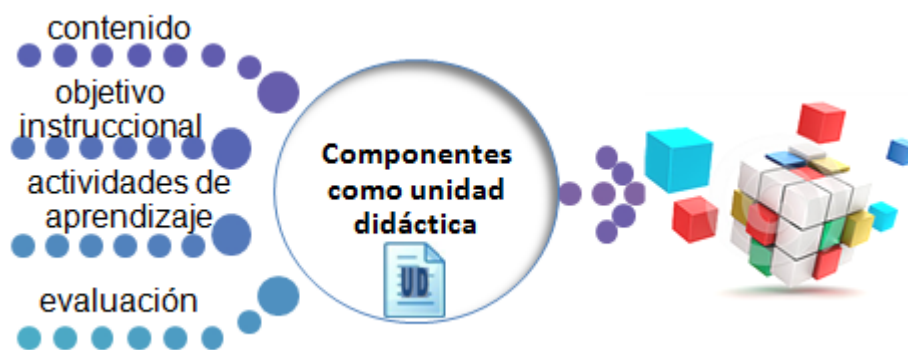 contenido
objetivo
instruccional
actividades de
aprendizaje
evaluación
Componentes
como unidad
didáctica
UD